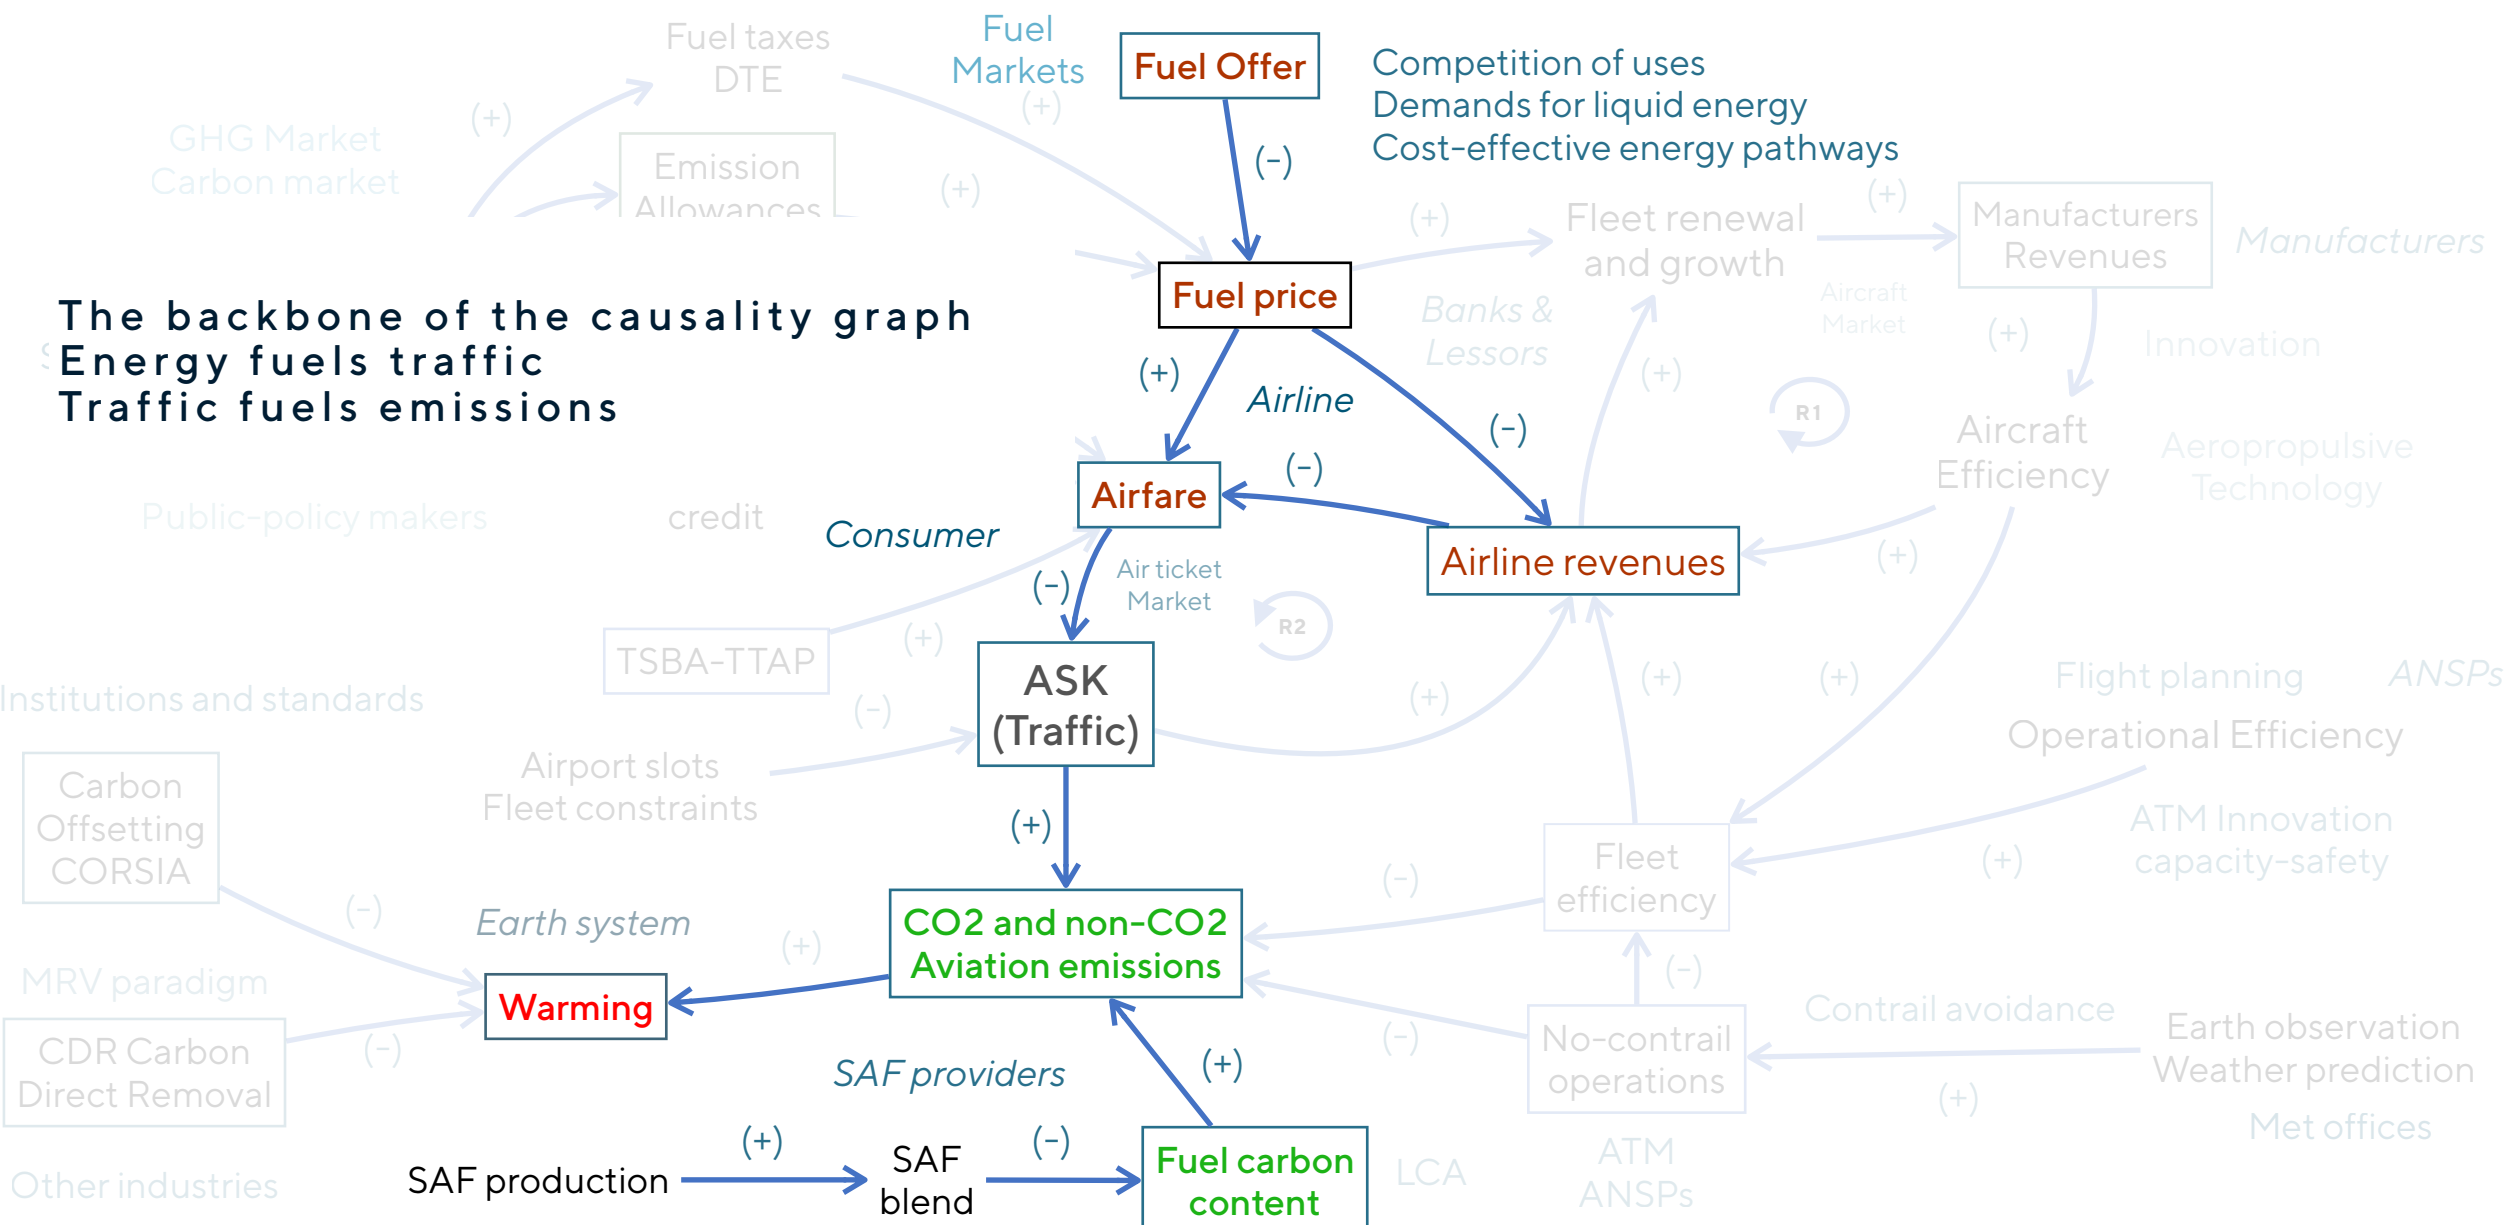 Fuel taxes
DTE
Fuel
Markets
Fuel Offer
Competition of uses
Demands for liquid energy
Cost-effective energy pathways
(+)
(+)
GHG Market
Carbon market
Emission
Allowances
(+)
(-)
(+)
Fleet renewal
and growth
(+)
Manufacturers
Revenues
Manufacturers
The backbone of the causality graph
Energy fuels traffic
Traffic fuels emissions
Fuel price
Banks &
Lessors
Aircraft
Market
(+)
Innovation
(+)
Airline
(-)
(+)
R1
Aircraft
Efficiency
Aeropropulsive
Technology
Public-policy makers
credit
Consumer
Airfare
(-)
Airline revenues
(+)
(-)
Air ticket
Market
R2
TSBA-TTAP
(+)
ASK
(Traffic)
(-)
(+)
(+)
(+)
Flight planning
ANSPs
Operational Efficiency
Institutions and standards
Airport slots
Fleet constraints
Carbon
Offsetting
CORSIA
(+)
(-)
Fleet
efficiency
(+)
ATM Innovation
capacity-safety
(-)
Earth system
(+)
CO2 and non-CO2
Aviation emissions
MRV paradigm
Warming
(-)
(-)
CDR Carbon
Direct Removal
(-)
SAF providers
(+)
No-contrail
operations
Contrail avoidance
Earth observation
Weather prediction
(+)
Met offices
Other industries
SAF production
(+)
SAF
blend
(-)
Fuel carbon
content
LCA
ATM
ANSPs